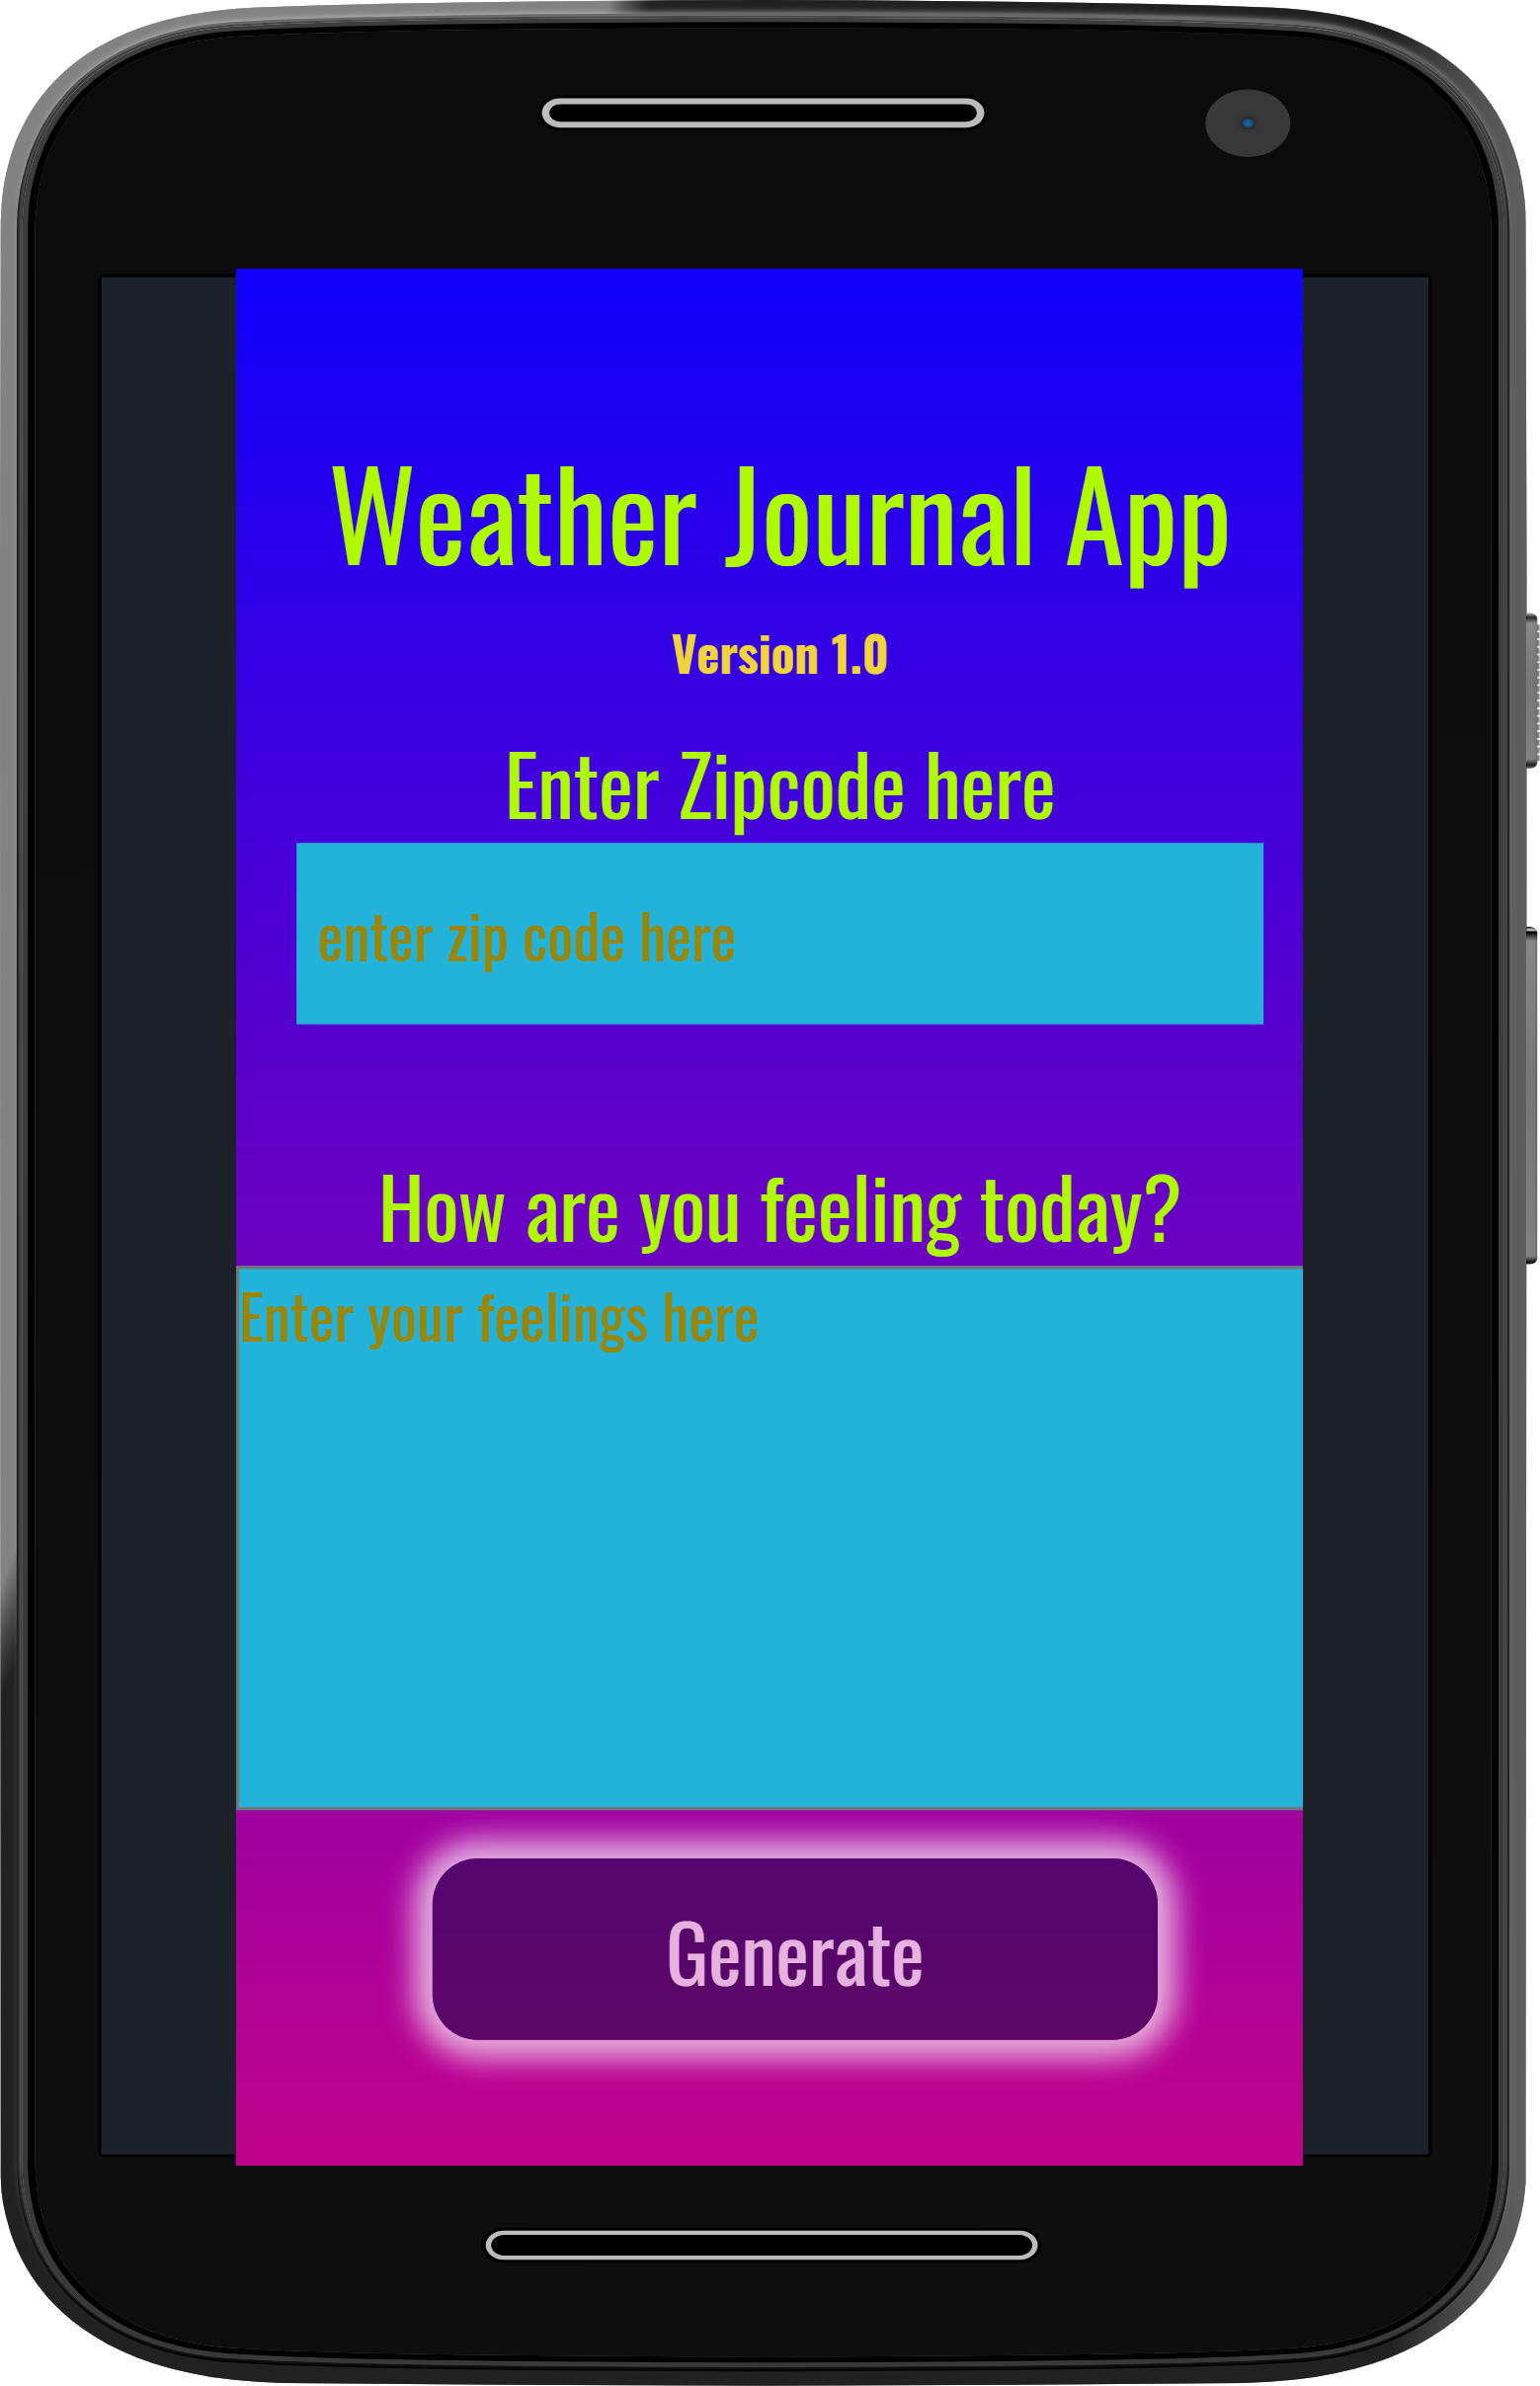 Weather Journal App
Version 1.0
Enter Zipcode here
enter zip code here
How are you feeling today?
Enter your feelings here
Generate